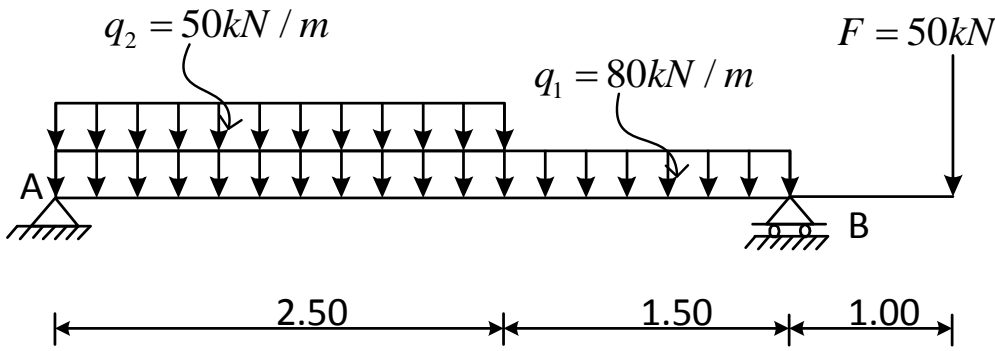 q₂ = 50kN / m
F = 50kN
q₁ = 80kN / m
A
B
2.50
1.50
1.00